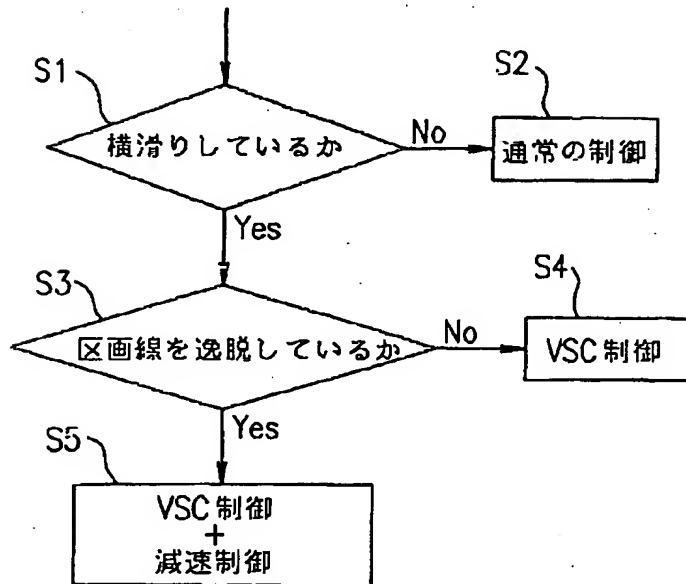 S1
横滑りしているか
No
S2
通常の制御
Yes
S3
区画線を逸脱しているか
No
S4
VSC制御
Yes
S5
VSC制御
+
減速制御